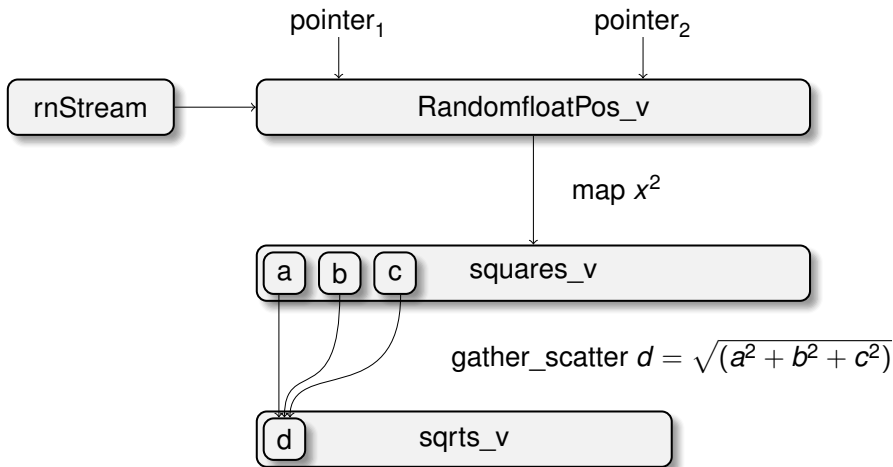 pointer₁ pointer₂
rnStream RandomfloatPos_v
map x²
a b c squares_v
gather_scatter d = √(a² + b² + c²)
d sqrts_v